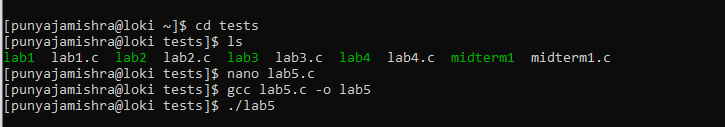 [punyajamishra@loki ~]$ cd tests
[punyajamishra@loki tests]$ ls
lab1 lab1.c lab2 lab2.c lab3 lab3.c lab4 lab4.c midterm1 midterm1.c
[punyajamishra@loki tests]$ nano lab5.c
[punyajamishra@loki tests]$ gcc lab5.c -o lab5
[punyajamishra@loki tests]$ ./lab5